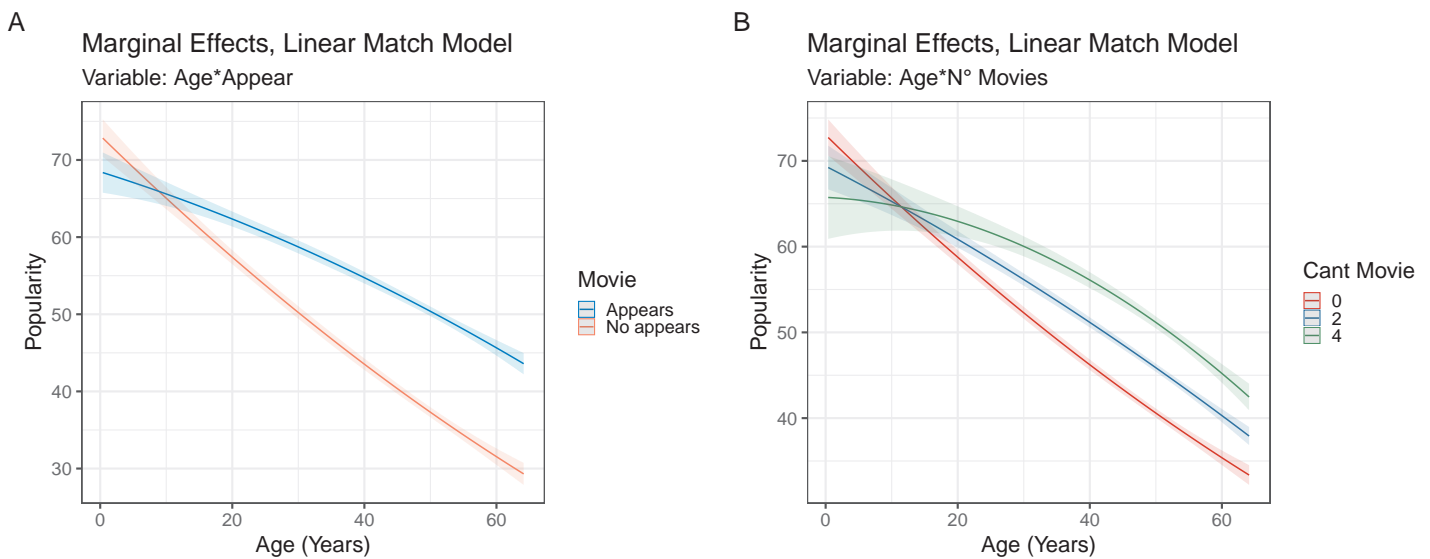 A
Marginal Effects, Linear Match Model
Variable: Age*Appear
Popularity
70
60
50
40
30
0 20 40 60
Age (Years)
Movie
Appears
No appears
B
Marginal Effects, Linear Match Model
Variable: Age*N° Movies
Popularity
70
60
50
40
0 20 40 60
Age (Years)
Cant Movie
0
2
4